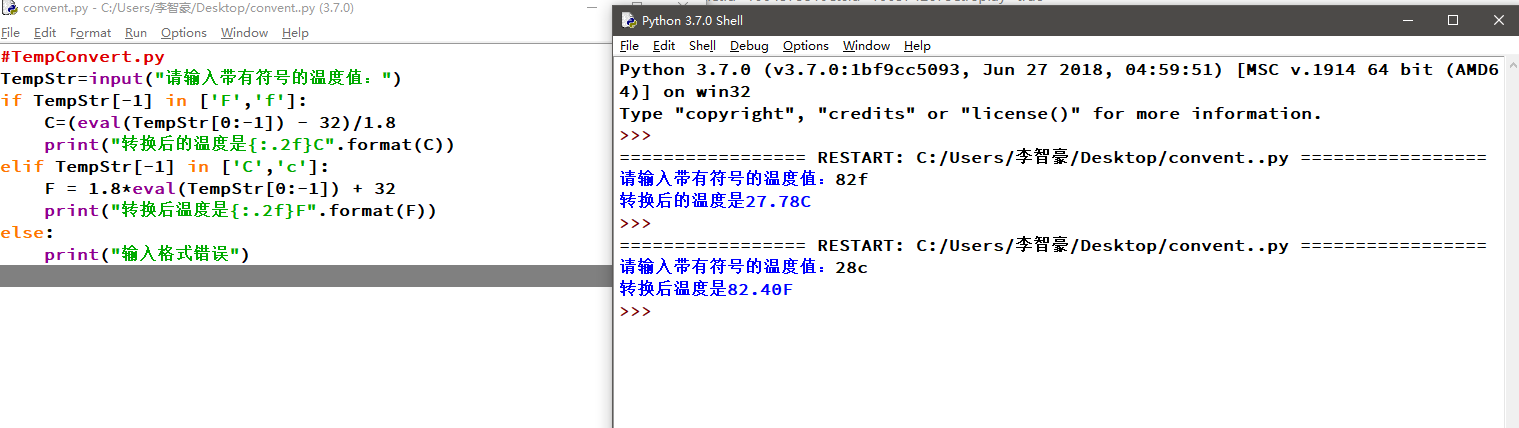 convent..py - C:/Users/李智豪/Desktop/convent..py (3.7.0)
File Edit Format Run Options Window Help
#TempConvert.py
TempStr=input("请输入带有符号的温度值：")
if TempStr[-1] in ['F','f']:
    C=(eval(TempStr[0:-1]) - 32)/1.8
    print("转换后的温度是{:.2f}C".format(C))
elif TempStr[-1] in ['C','c']:
    F = 1.8*eval(TempStr[0:-1]) + 32
    print("转换后温度是{:.2f}F".format(F))
else:
    print("输入格式错误")
Python 3.7.0 Shell
File Edit Shell Debug Options Window Help
Python 3.7.0 (v3.7.0:1bf9cc5093, Jun 27 2018, 04:59:51) [MSC v.1914 64 bit (AMD6
4)] on win32
Type "copyright", "credits" or "license()" for more information.
>>>
================= RESTART: C:/Users/李智豪/Desktop/convent..py =================
请输入带有符号的温度值：82f
转换后的温度是27.78C
>>>
================= RESTART: C:/Users/李智豪/Desktop/convent..py =================
请输入带有符号的温度值：28c
转换后温度是82.40F
>>>